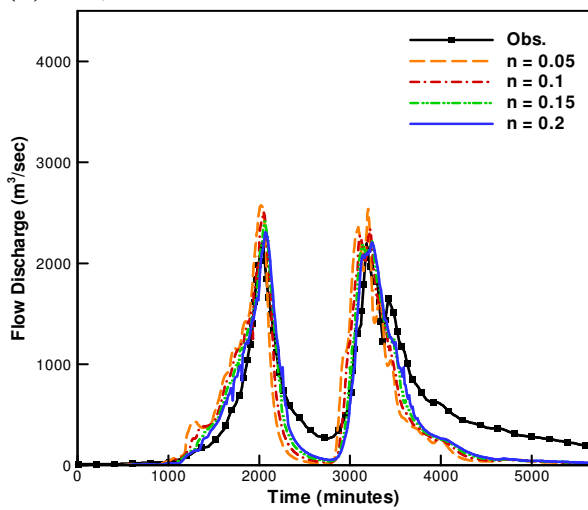 Obs.
n = 0.05
n = 0.1
n = 0.15
n = 0.2
4000
3000
2000
1000
0
Flow Discharge (m³/sec)
0 1000 2000 3000 4000 5000
Time (minutes)